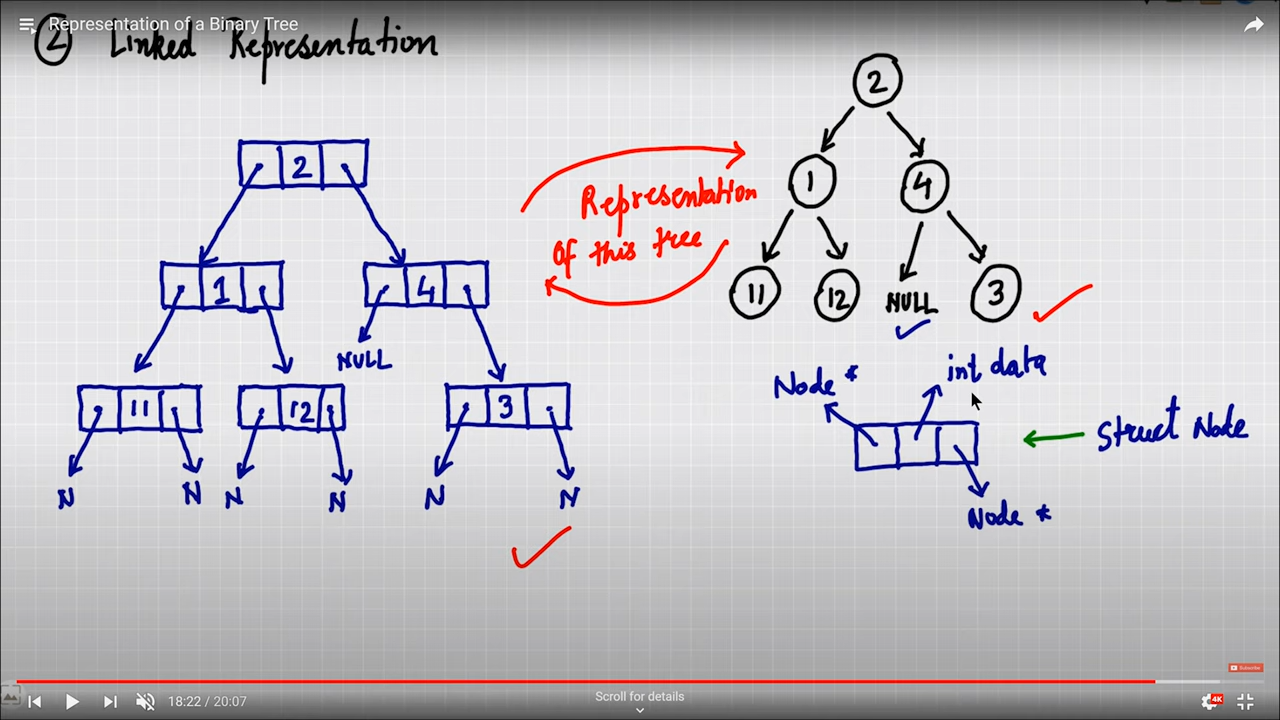 Representation of a Binary Tree
② Linked Representation
2
1 4
NULL
11 12 3
N N N N N N
Representation
Of this tree
2
1 4
11 12 NULL 3
Node *
int data
Struct Node
Node *
Subscribe
18:22 / 20:07
Scroll for details
4K